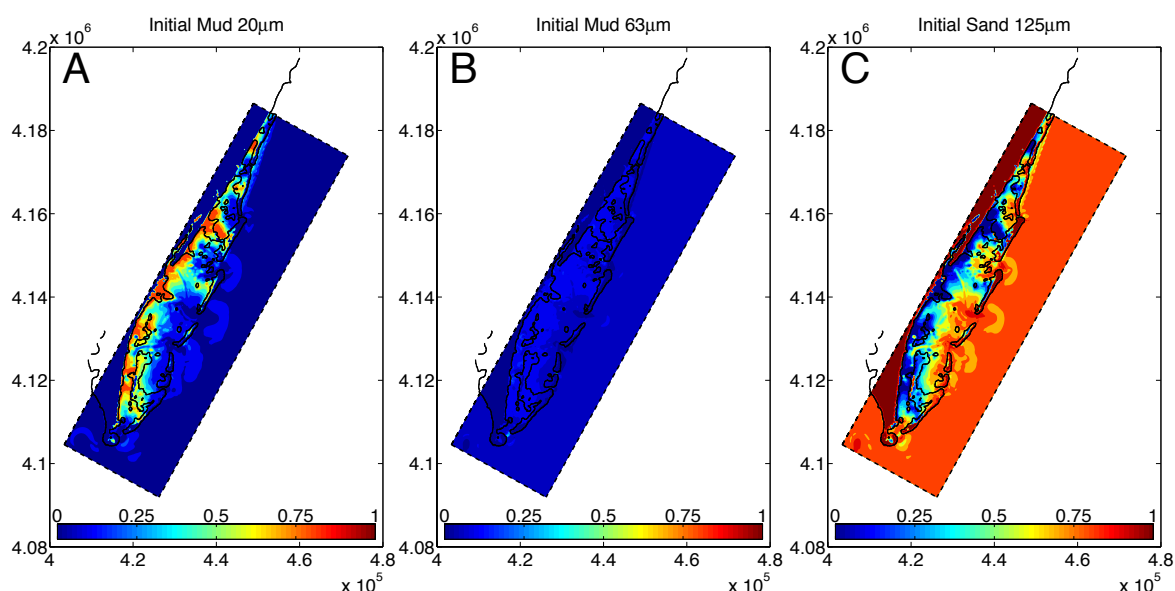 Initial Mud 20μm
x 10^6
A
4.2
4.18
4.16
4.14
4.12
4.1
4.08
0 0.25 0.5 0.75 1
4 4.2 4.4 4.6 4.8
x 10^5
Initial Mud 63μm
x 10^6
B
4.2
4.18
4.16
4.14
4.12
4.1
4.08
0 0.25 0.5 0.75 1
4 4.2 4.4 4.6 4.8
x 10^5
Initial Sand 125μm
x 10^6
C
4.2
4.18
4.16
4.14
4.12
4.1
4.08
0 0.25 0.5 0.75 1
4 4.2 4.4 4.6 4.8
x 10^5